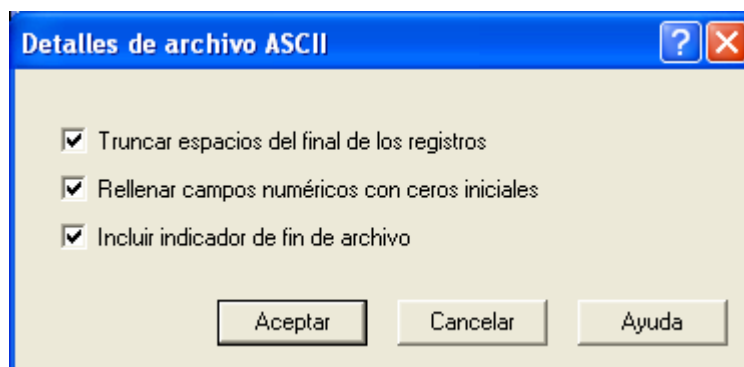 Detalles de archivo ASCII
Truncar espacios del final de los registros
Rellenar campos numéricos con ceros iniciales
Incluir indicador de fin de archivo
Aceptar Cancelar Ayuda